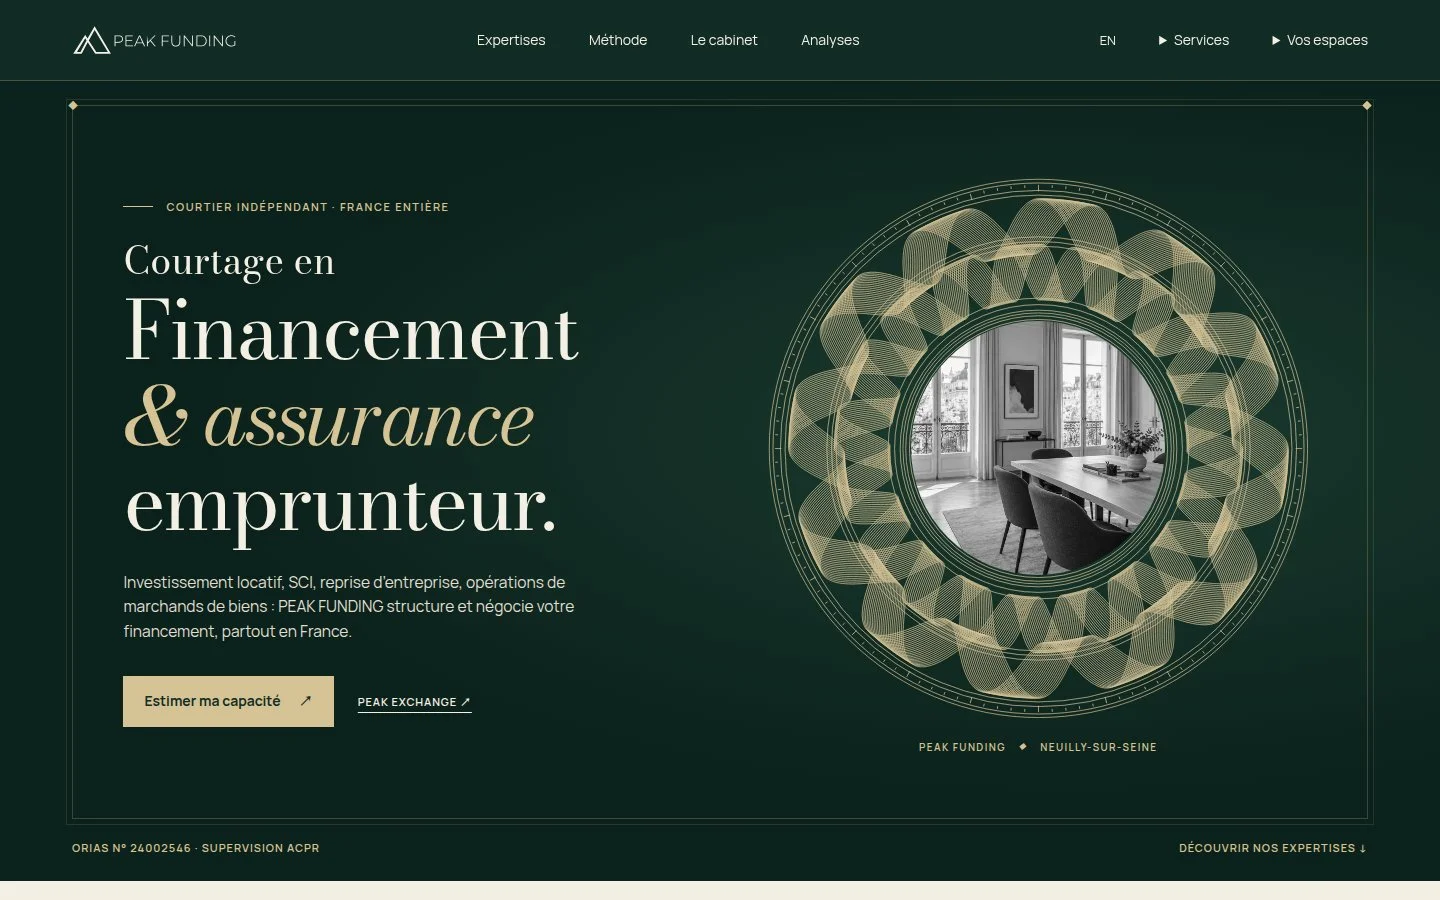 PEAK FUNDING
Expertises
Méthode
Le cabinet
Analyses
EN
▶ Services
▶ Vos espaces
COURTIER INDÉPENDANT · FRANCE ENTIÈRE
Courtage en
Financement
& assurance
emprunteur.
Investissement locatif, SCI, reprise d'entreprise, opérations de
marchands de biens : PEAK FUNDING structure et négocie votre
financement, partout en France.
Estimer ma capacité ↗
PEAK EXCHANGE ↗
PEAK FUNDING ◆ NEUILLY-SUR-SEINE
ORIAS N° 24002546 · SUPERVISION ACPR
DÉCOUVRIR NOS EXPERTISES ↓